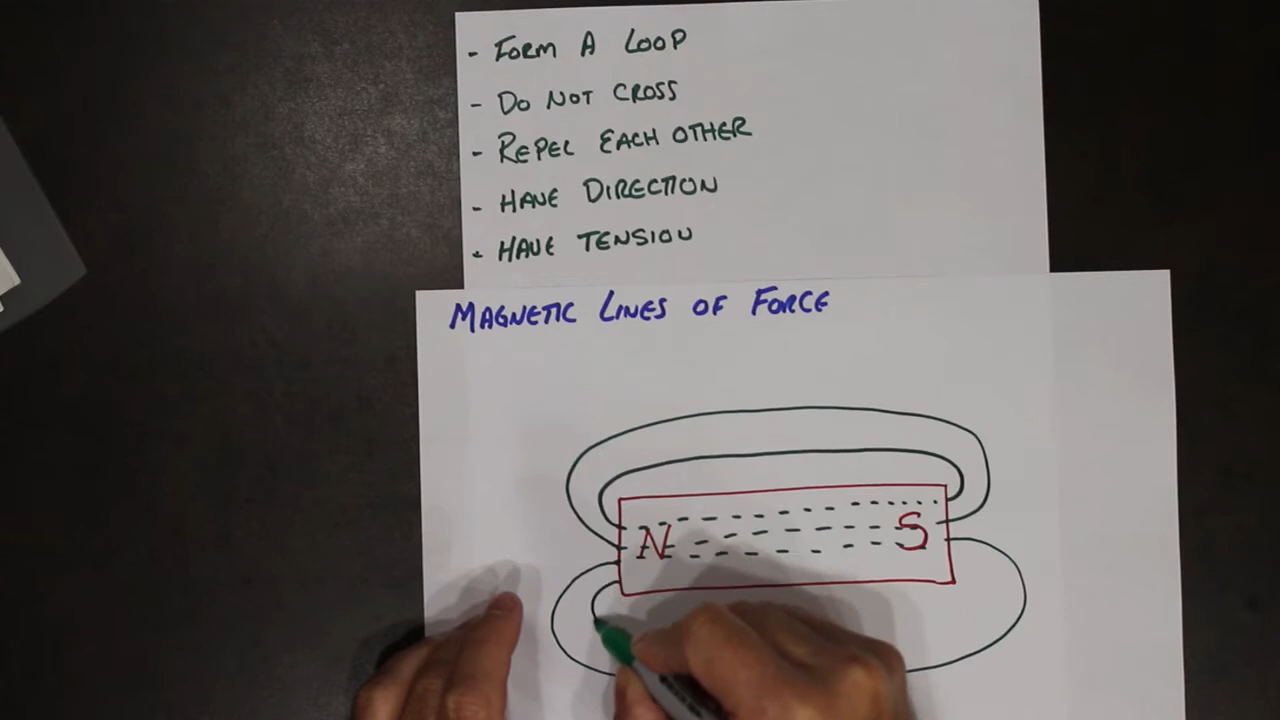 - FORM A LOOP
- DO NOT CROSS
- REPEL EACH OTHER
- HAVE DIRECTION
- HAVE TENSION
MAGNETIC LINES OF FORCE
N S